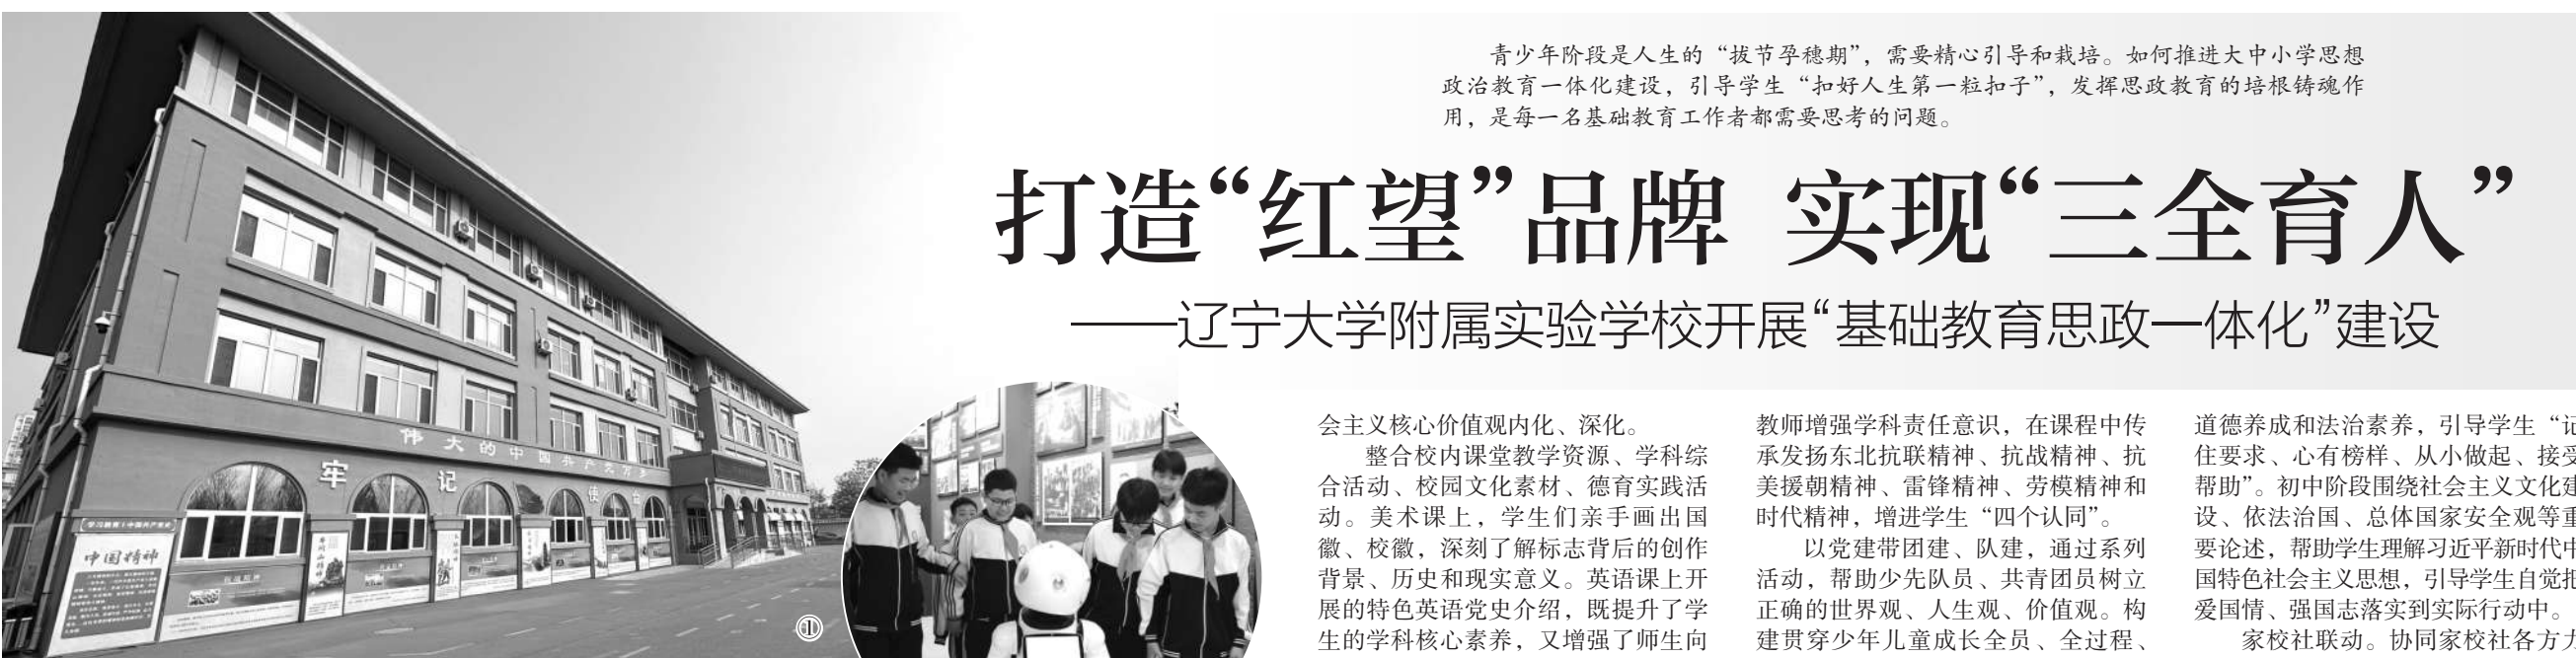 青少年阶段是人生的“拔节孕穗期”，需要精心引导和栽培。如何推进大中小学思想
政治教育一体化建设，引导学生“扣好人生第一粒扣子”，发挥思政教育的培根铸魂作
用，是每一名基础教育工作者都需要思考的问题。
打造“红望”品牌 实现“三全育人”
——辽宁大学附属实验学校开展“基础教育思政一体化”建设
伟大的中国共产党万岁
牢记使命
中国精神
①
会主义核心价值观内化、深化。
整合校内课堂教学资源、学科综
合活动、校园文化素材、德育实践活
动。美术课上，学生们亲手画出国
徽、校徽，深刻了解标志背后的创作
背景、历史和现实意义。英语课上开
展的特色英语党史介绍，既提升了学
生的学科核心素养，又增强了师生向
教师增强学科责任意识，在课程中传
承发扬东北抗联精神、抗战精神、抗
美援朝精神、雷锋精神、劳模精神和
时代精神，增进学生“四个认同”。
以党建带团建、队建，通过系列
活动，帮助少先队员、共青团员树立
正确的世界观、人生观、价值观。构
建贯穿少年儿童成长全员、全过程、
道德养成和法治素养，引导学生“记
住要求、心有榜样、从小做起、接受
帮助”。初中阶段围绕社会主义文化建
设、依法治国、总体国家安全观等重
要论述，帮助学生理解习近平新时代中
国特色社会主义思想，引导学生自觉把
爱国情、强国志落实到实际行动中。
家校社联动。协同家校社各方力